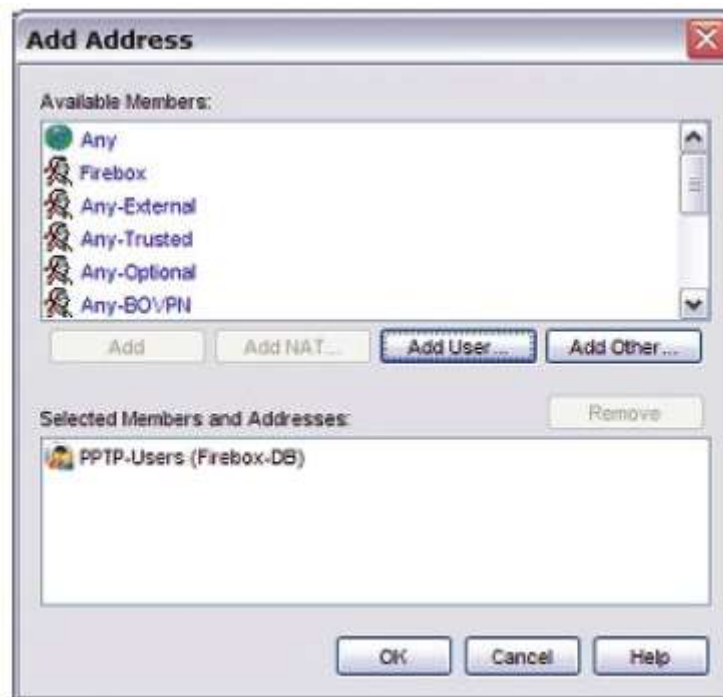 Add Address
Available Members:
Any
Firebox
Any-External
Any-Trusted
Any-Optional
Any-BOVPN
Add Add NAT... Add User... Add Other...
Selected Members and Addresses: Remove
PPTP-Users (Firebox-DB)
OK Cancel Help